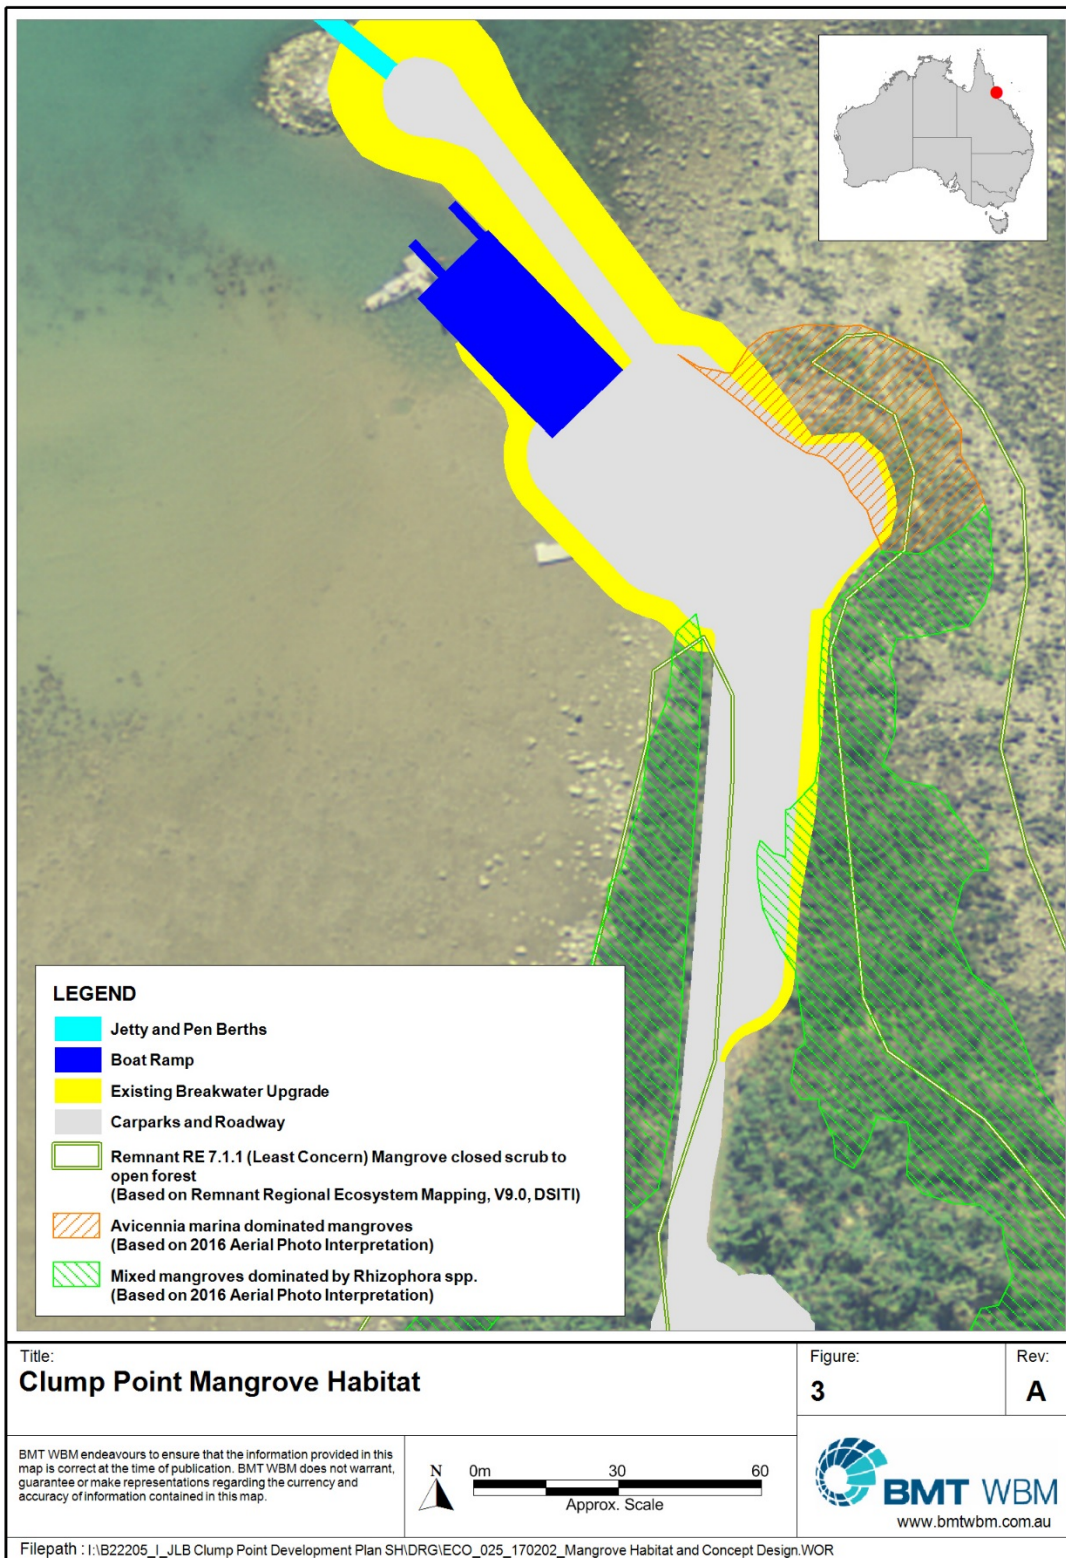 LEGEND
Jetty and Pen Berths
Boat Ramp
Existing Breakwater Upgrade
Carparks and Roadway
Remnant RE 7.1.1 (Least Concern) Mangrove closed scrub to
open forest
(Based on Remnant Regional Ecosystem Mapping, V9.0, DSITI)
Avicennia marina dominated mangroves
(Based on 2016 Aerial Photo Interpretation)
Mixed mangroves dominated by Rhizophora spp.
(Based on 2016 Aerial Photo Interpretation)
Title:
Clump Point Mangrove Habitat
Figure:
3
Rev:
A
BMT WBM endeavours to ensure that the information provided in this
map is correct at the time of publication. BMT WBM does not warrant,
guarantee or make representations regarding the currency and
accuracy of information contained in this map.
N
0m 30 60
Approx. Scale
BMT WBM
www.bmtwbm.com.au
Filepath : I:\B22205_I_JLB Clump Point Development Plan SH\DRG\ECO_025_170202_Mangrove Habitat and Concept Design.WOR